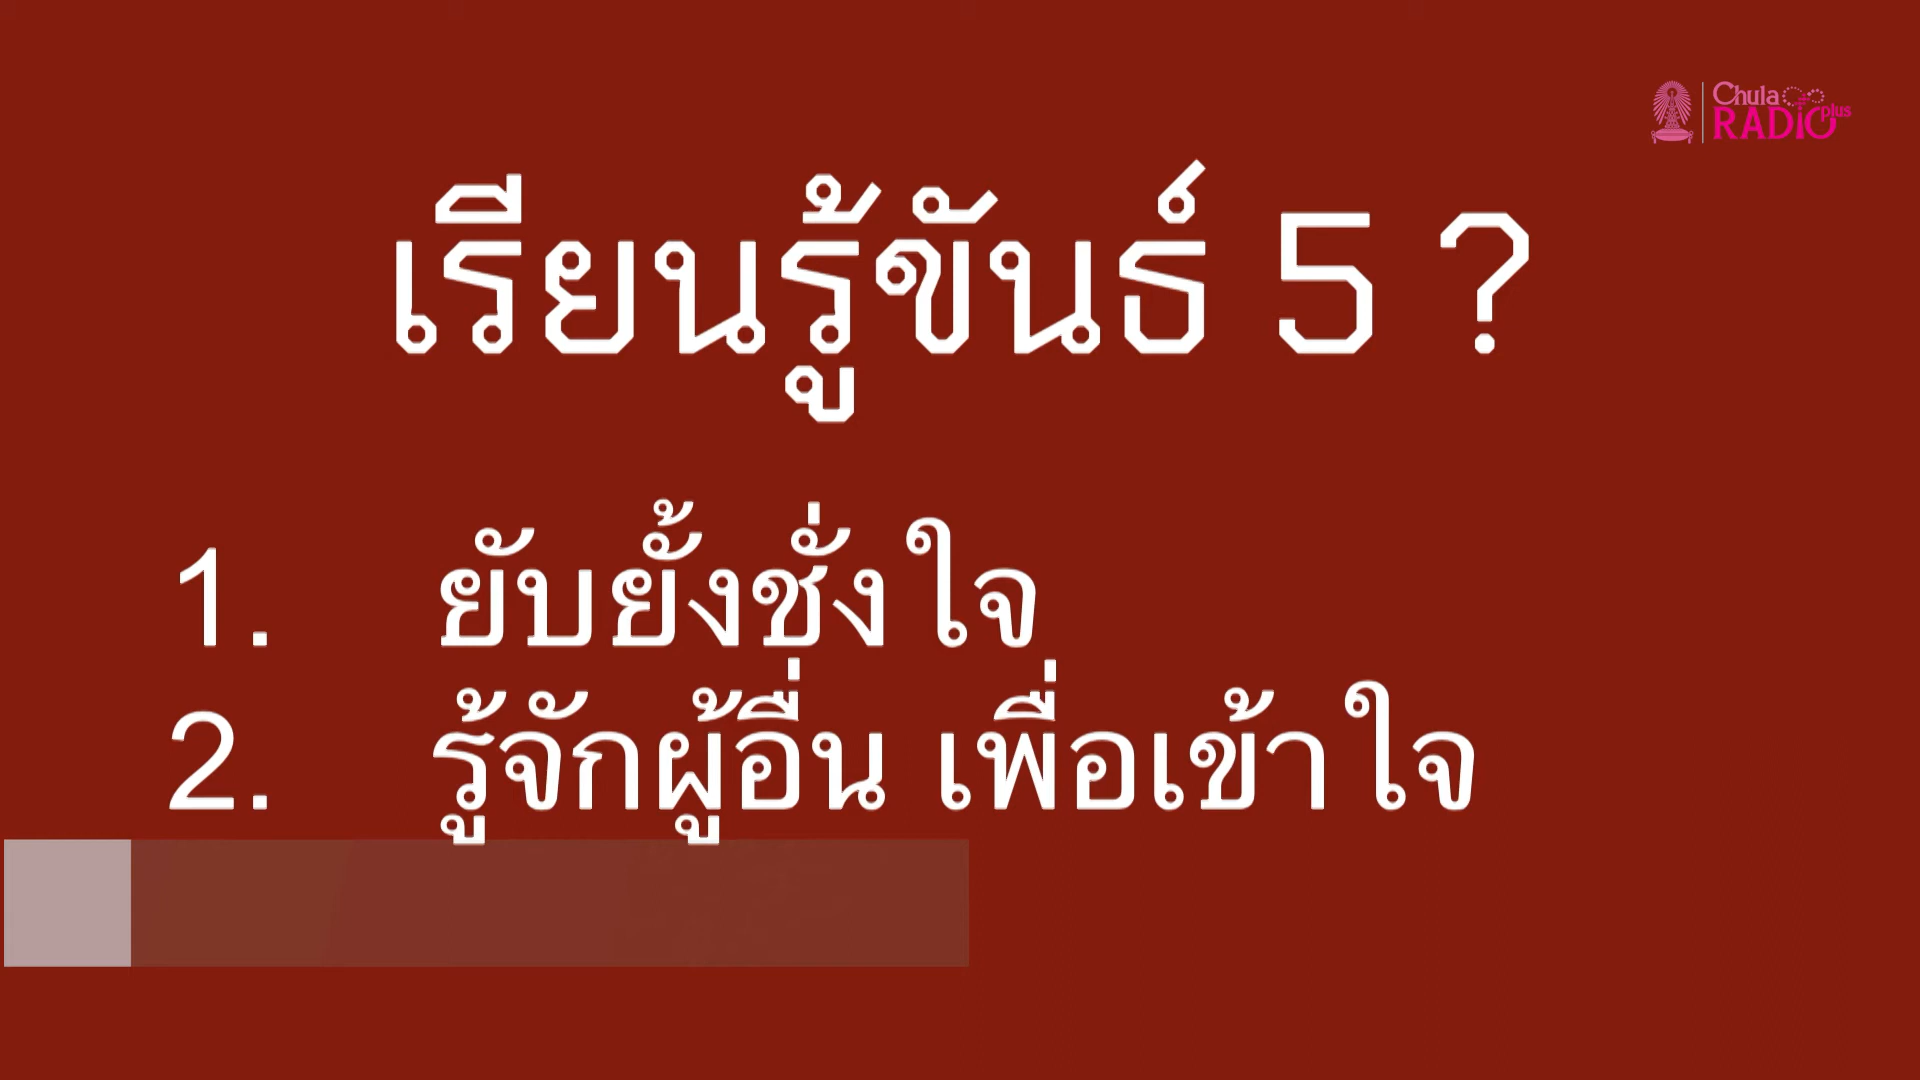 Chula
RADIO plus
เรียนรู้ขันธ์ 5 ?
1. ยับยั้งชั่งใจ
2. รู้จักผู้อื่น เพื่อเข้าใจ